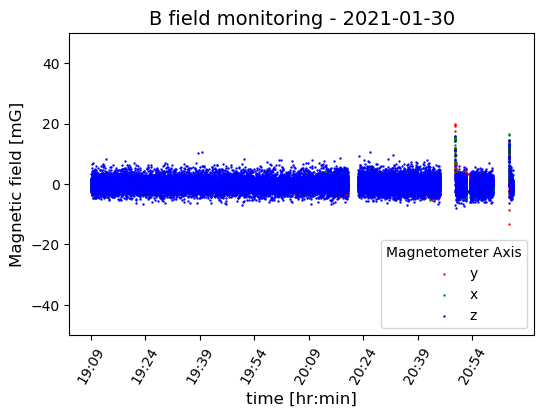 B field monitoring - 2021-01-30
Magnetic field [mG]
40
20
0
−20
−40
Magnetometer Axis
y
x
z
19:09
19:24
19:39
19:54
20:09
20:24
20:39
20:54
time [hr:min]